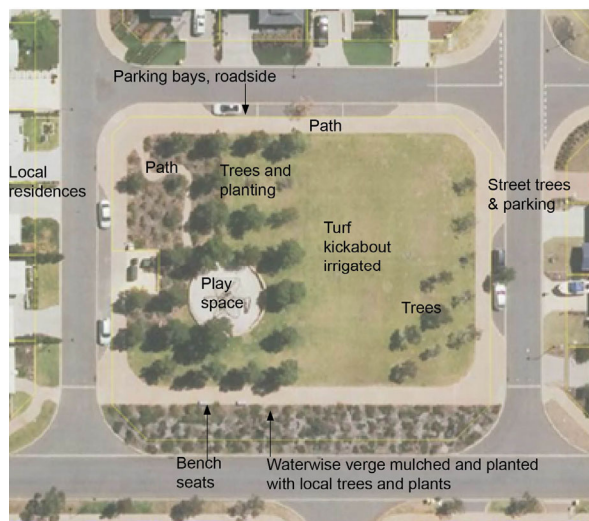 Parking bays, roadside
Path
Path
Trees and
planting
Local
residences
Street trees
& parking
Turf
kickabout
irrigated
Play
space
Trees
Bench
seats
Waterwise verge mulched and planted
with local trees and plants